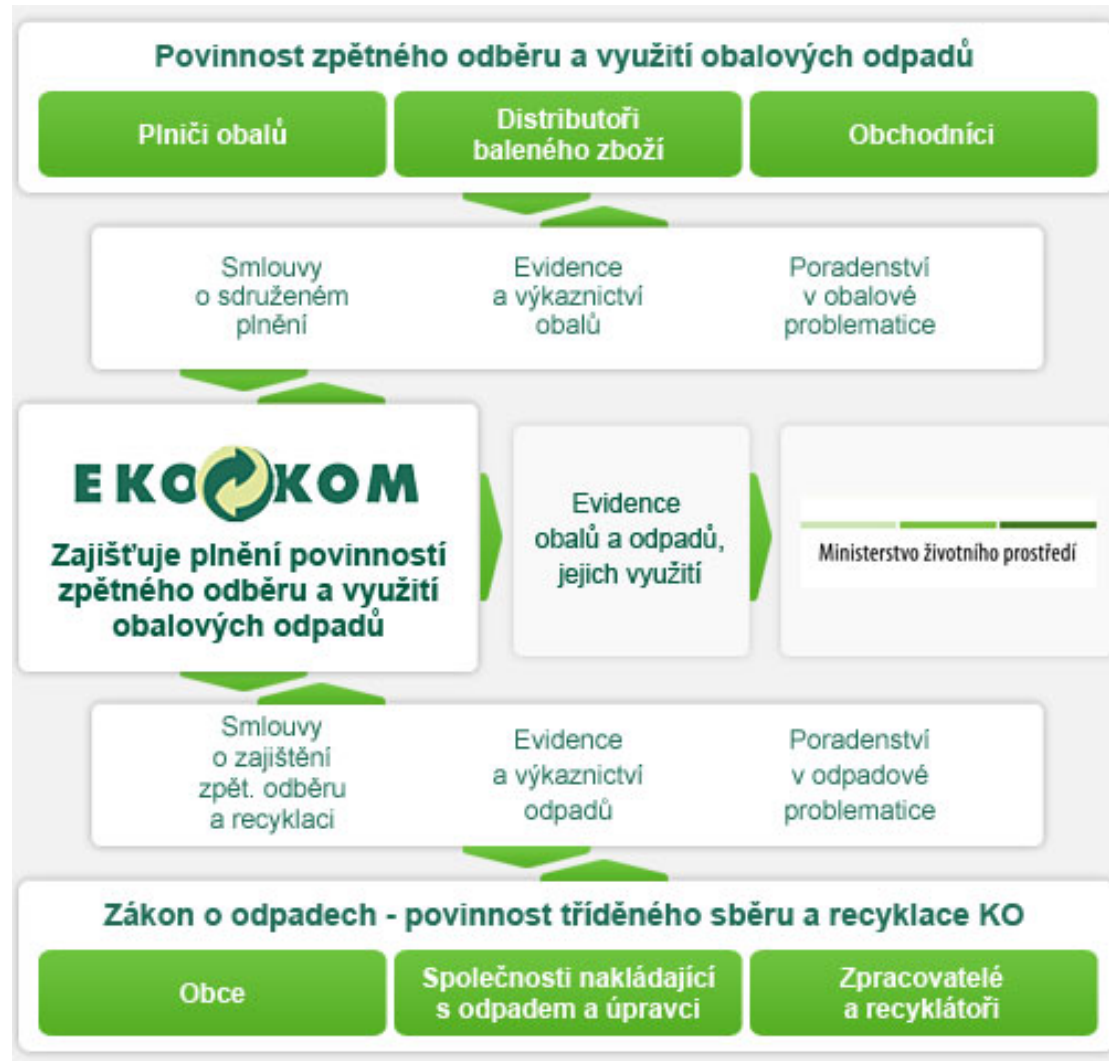 Povinnost zpětného odběru a využití obalových odpadů
Plniči obalů
Distributoři
baleného zboží
Obchodníci
Smlouvy
o sdruženém
plnění
Evidence
a výkaznictví
obalů
Poradenství
v obalové
problematice
EKO KOM
Zajišťuje plnění povinností
zpětného odběru a využití
obalových odpadů
Evidence
obalů a odpadů,
jejich využití
Ministerstvo životního prostředí
Smlouvy
o zajištění
zpět. odběru
a recyklaci
Evidence
a výkaznictví
odpadů
Poradenství
v odpadové
problematice
Zákon o odpadech - povinnost tříděného sběru a recyklace KO
Obce
Společnosti nakládající
s odpadem a úpravci
Zpracovatelé
a recyklátoři